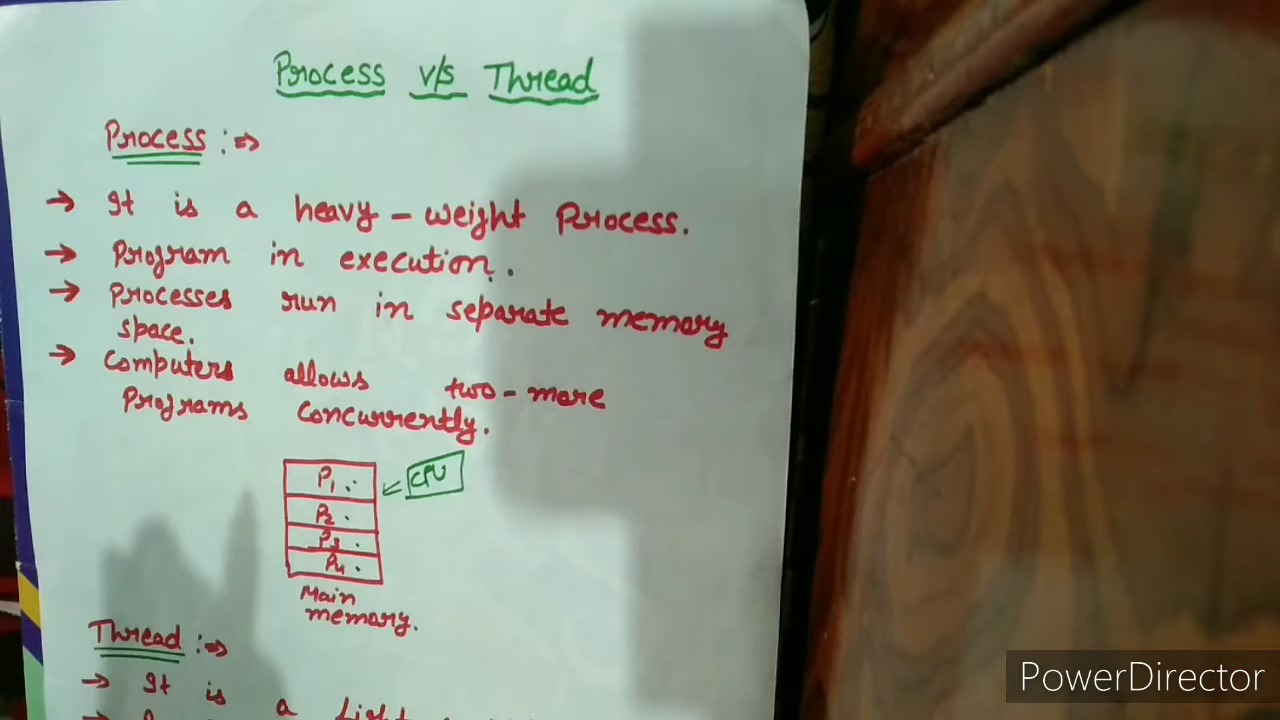 Process v/s Thread
Process :⇒
→ It is a heavy - weight Process.
→ Program in execution.
→ Processes run in separate memory
space.
→ Computers allows two - more
Programs concurrently.
P1
CPU
P2
P3
P4
Main
memory.
Thread :⇒
→ It is a
PowerDirector